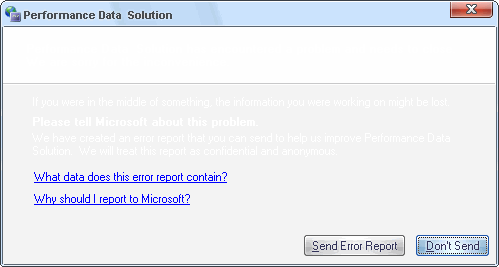 Performance Data Solution
If you were in the middle of something, the information you were working on might be lost.
Please tell Microsoft about this problem.
We have created an error report that you can send to help us improve Performance Data
Solution. We will treat this report as confidential and anonymous.
What data does this error report contain?
Why should I report to Microsoft?
Send Error Report
Don't Send